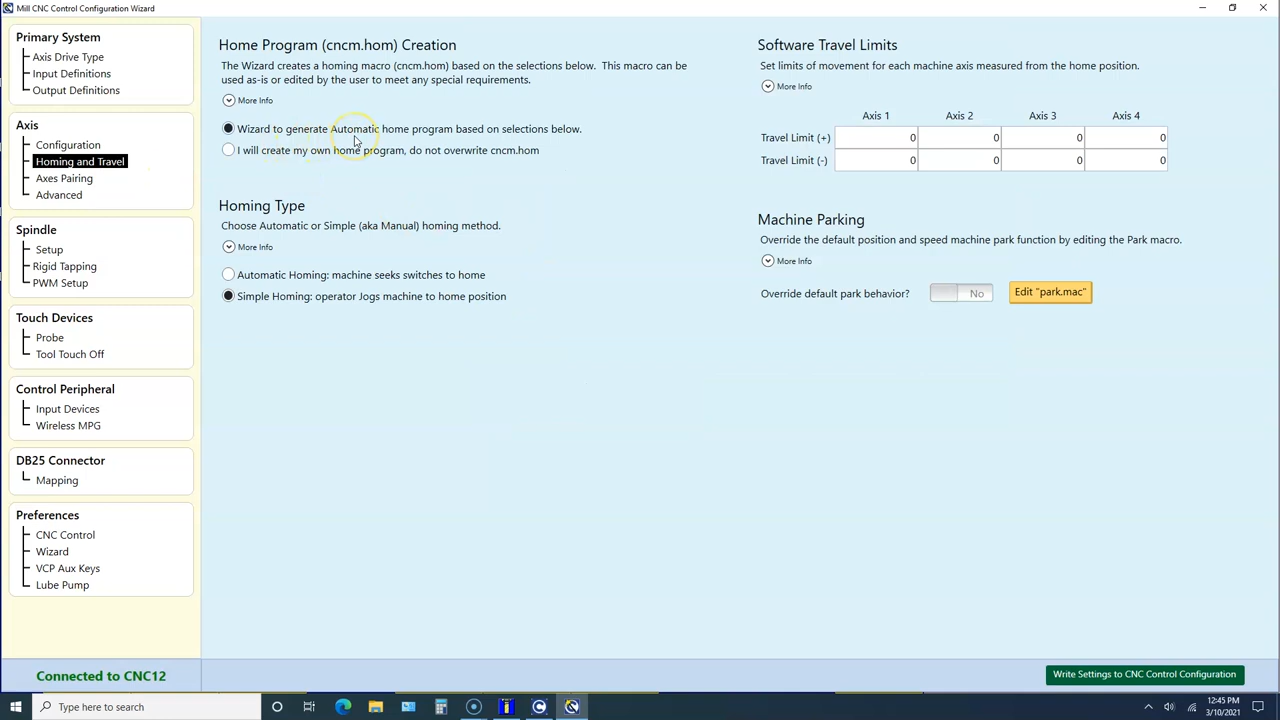 Mill CNC Control Configuration Wizard
Primary System
Axis Drive Type
Input Definitions
Output Definitions
Axis
Configuration
Homing and Travel
Axes Pairing
Advanced
Spindle
Setup
Rigid Tapping
PWM Setup
Touch Devices
Probe
Tool Touch Off
Control Peripheral
Input Devices
Wireless MPG
DB25 Connector
Mapping
Preferences
CNC Control
Wizard
VCP Aux Keys
Lube Pump
Connected to CNC12
Home Program (cncm.hom) Creation
The Wizard creates a homing macro (cncm.hom) based on the selections below. This macro can be
used as-is or edited by the user to meet any special requirements.
More Info
Wizard to generate Automatic home program based on selections below.
I will create my own home program, do not overwrite cncm.hom
Homing Type
Choose Automatic or Simple (aka Manual) homing method.
More Info
Automatic Homing: machine seeks switches to home
Simple Homing: operator Jogs machine to home position
Software Travel Limits
Set limits of movement for each machine axis measured from the home position.
More Info
Axis 1 Axis 2 Axis 3 Axis 4
Travel Limit (+) 0 0 0 0
Travel Limit (-) 0 0 0 0
Machine Parking
Override the default position and speed machine park function by editing the Park macro.
More Info
Override default park behavior? No Edit "park.mac"
Write Settings to CNC Control Configuration
Type here to search
12:45 PM
3/10/2021